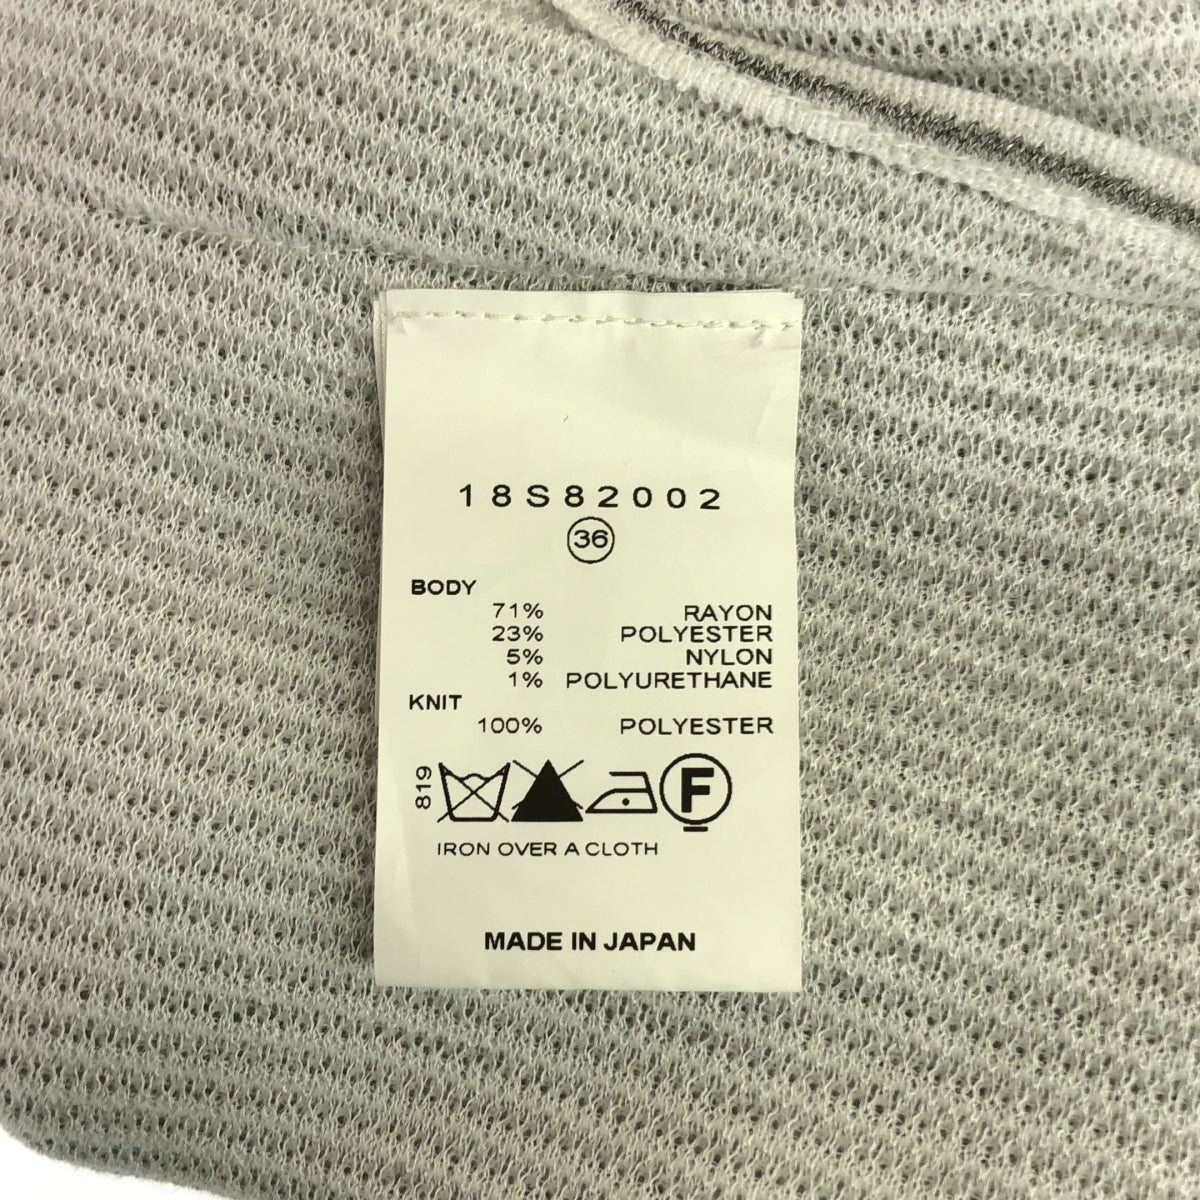 18S82002
36
BODY
71% RAYON
23% POLYESTER
5% NYLON
1% POLYURETHANE
KNIT
100% POLYESTER
819 F
IRON OVER A CLOTH
MADE IN JAPAN